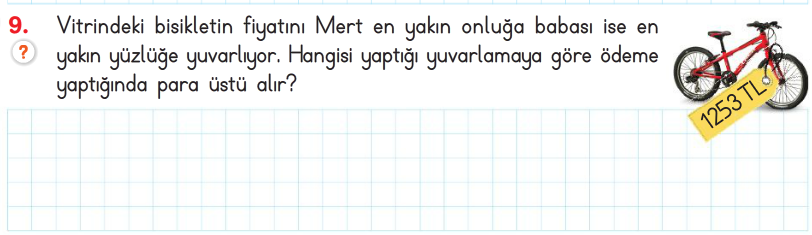 9. Vitrindeki bisikletin fiyatını Mert en yakın onluğa babası ise en
? yakın yüzlüğe yuvarlıyor. Hangisi yaptığı yuvarlamaya göre ödeme
yaptığında para üstü alır?
1253 TL